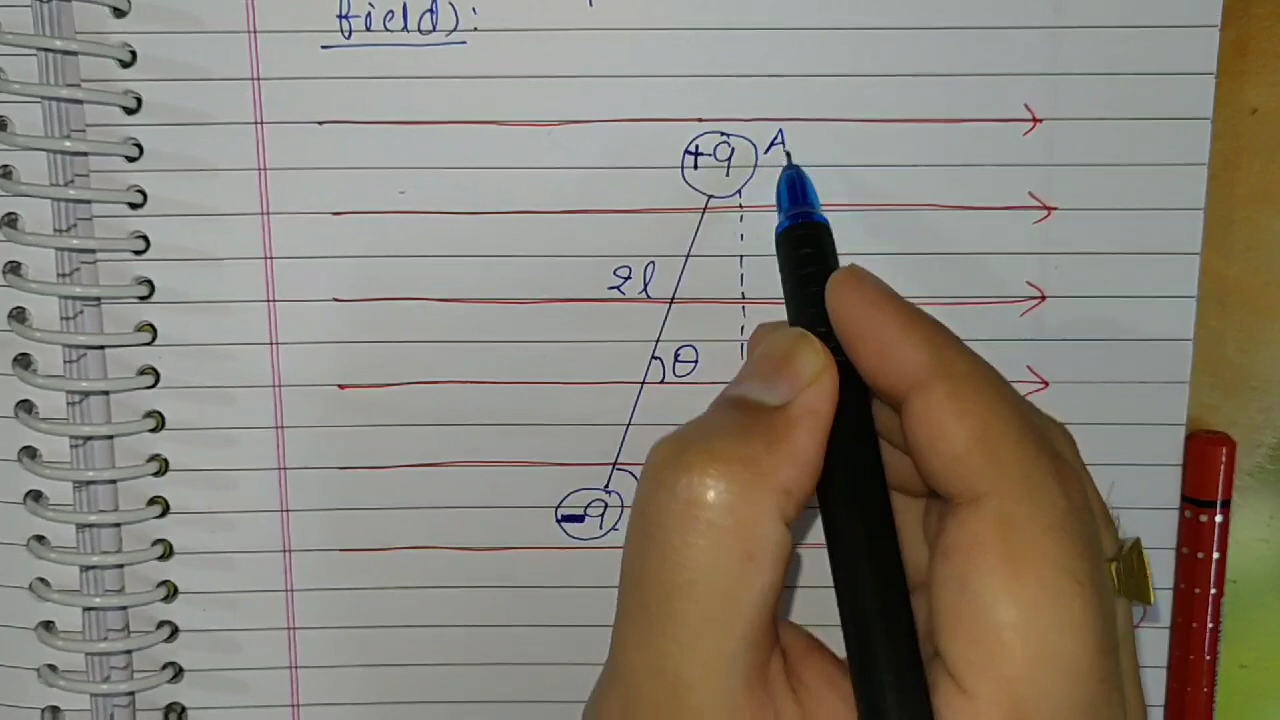 field):
+q A
2l
θ
-q